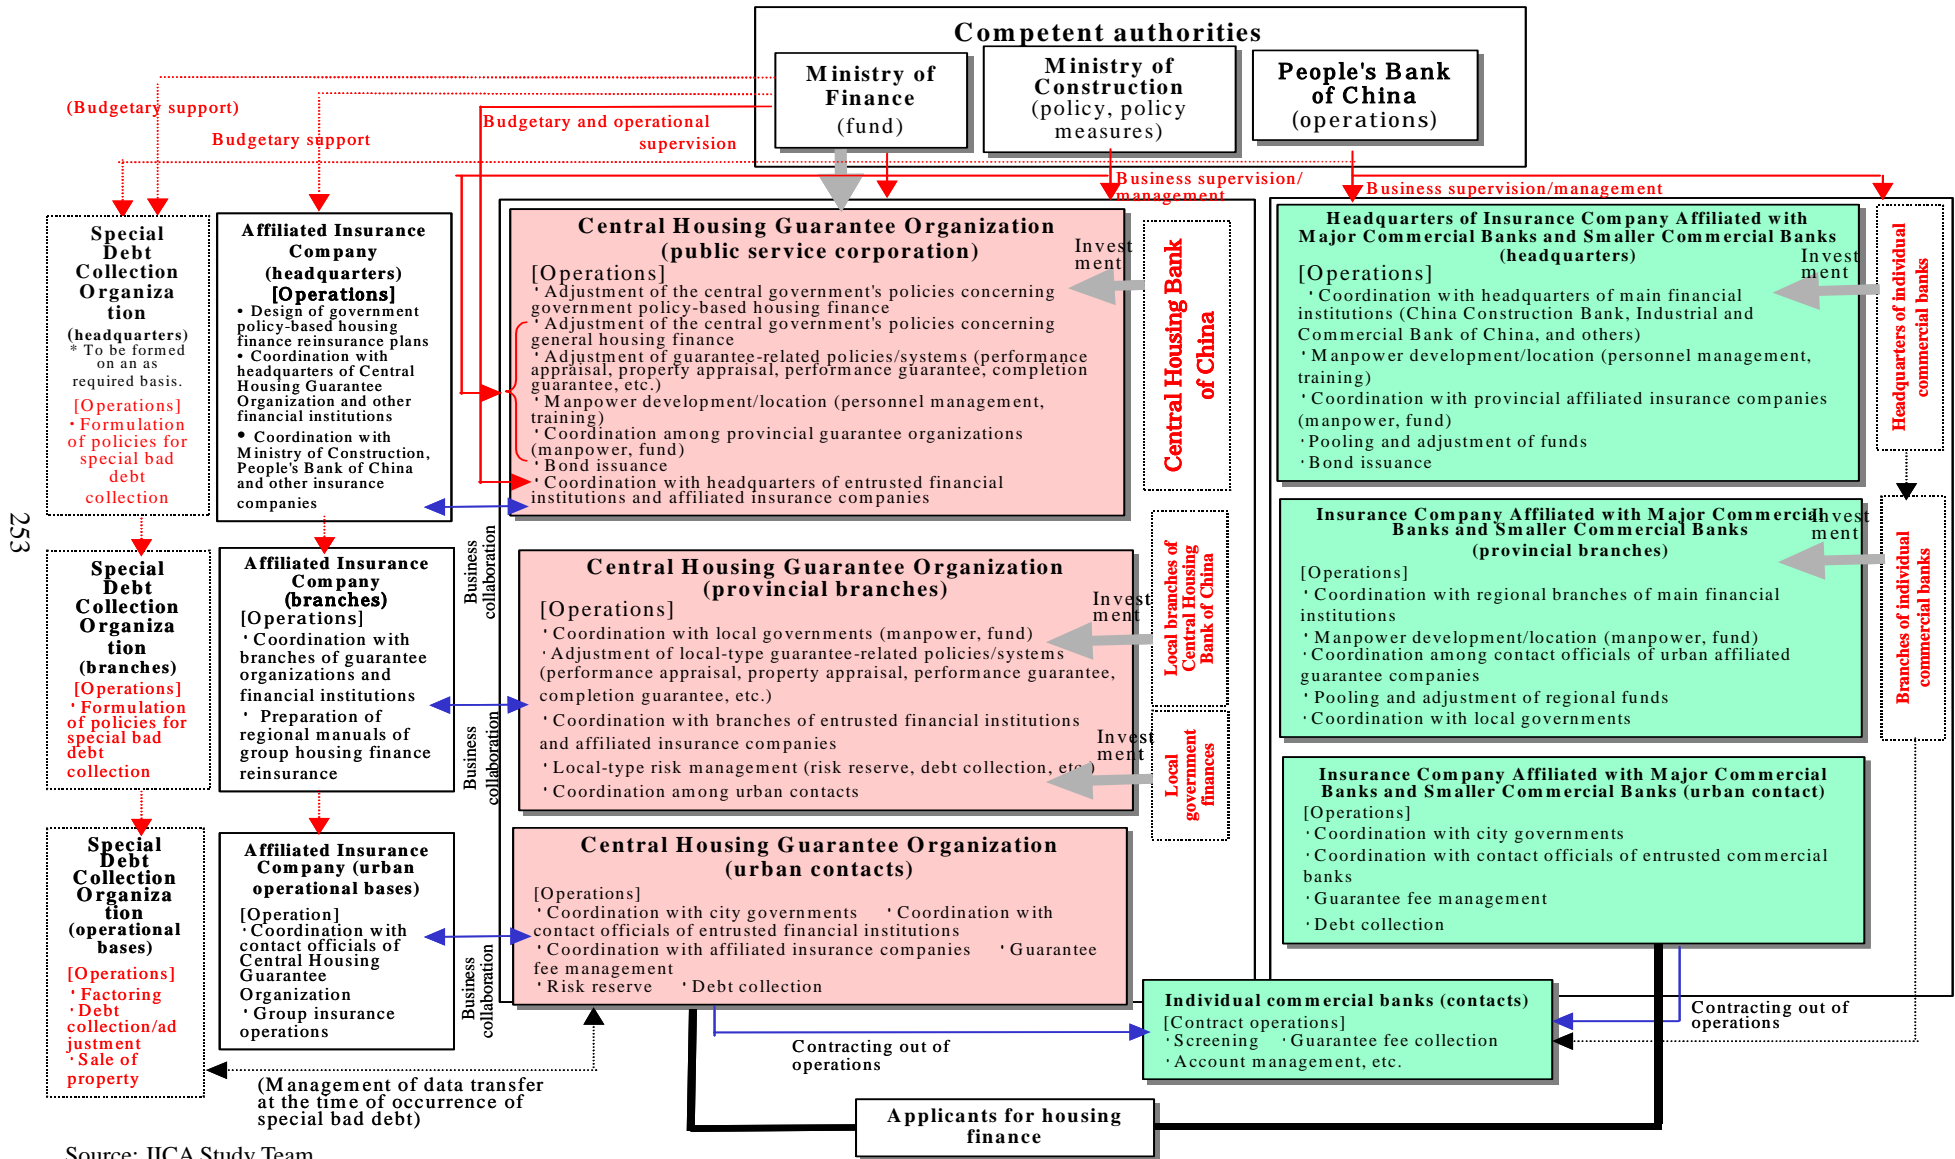 Competent authorities
Ministry of
Finance
(fund)
Ministry of
Construction
(policy, policy
measures)
People's Bank
of China
(operations)
(Budgetary support)
Budgetary support
Budgetary and operational
supervision
Business supervision/
management
Business supervision/management
Special
Debt
Collection
Organiza
tion
(headquarters)
* To be formed
on an as
required basis.
[Operations]
・Formulation
of policies for
special bad
debt
collection
Affiliated Insurance
Company
(headquarters)
[Operations]
• Design of government
policy-based housing
finance reinsurance plans
• Coordination with
headquarters of Central
Housing Guarantee
Organization and other
financial institutions
• Coordination with
Ministry of Construction,
People's Bank of China
and other insurance
companies
Central Housing Guarantee Organization
(public service corporation)
[Operations]
・Adjustment of the central government's policies concerning
government policy-based housing finance
・Adjustment of the central government's policies concerning
general housing finance
・Adjustment of guarantee-related policies/systems (performance
appraisal, property appraisal, performance guarantee, completion
guarantee, etc.)
・Manpower development/location (personnel management,
training)
・Coordination among provincial guarantee organizations
(manpower, fund)
・Bond issuance
・Coordination with headquarters of entrusted financial
institutions and affiliated insurance companies
Invest
ment
Central Housing Bank
of China
Headquarters of Insurance Company Affiliated with
Major Commercial Banks and Smaller Commercial Banks
(headquarters)
[Operations]
・Coordination with headquarters of main financial
institutions (China Construction Bank, Industrial and
Commercial Bank of China, and others)
・Manpower development/location (personnel management,
training)
・Coordination with provincial affiliated insurance companies
(manpower, fund)
・Pooling and adjustment of funds
・Bond issuance
Invest
ment
Headquarters of individual
commercial banks
253
Special
Debt
Collection
Organiza
tion
(branches)
[Operations]
・Formulation
of policies for
special bad
debt
collection
Affiliated Insurance
Company
(branches)
[Operations]
・Coordination with
branches of guarantee
organizations and
financial institutions
・Preparation of
regional manuals of
group housing finance
reinsurance
Business
collaboration
Central Housing Guarantee Organization
(provincial branches)
[Operations]
・Coordination with local governments (manpower, fund)
・Adjustment of local-type guarantee-related policies/systems
(performance appraisal, property appraisal, performance guarantee,
completion guarantee, etc.)
・Coordination with branches of entrusted financial institutions
and affiliated insurance companies
・Local-type risk management (risk reserve, debt collection, etc.)
・Coordination among urban contacts
Invest
ment
Local branches of
Central Housing
Bank of China
Invest
ment
Local
government
finances
Insurance Company Affiliated with Major Commercial
Banks and Smaller Commercial Banks
(provincial branches)
[Operations]
・Coordination with regional branches of main financial
institutions
・Manpower development/location (manpower, fund)
・Coordination among contact officials of urban affiliated
guarantee companies
・Pooling and adjustment of regional funds
・Coordination with local governments
Invest
ment
Branches of individual
commercial banks
Business
collaboration
Special
Debt
Collection
Organiza
tion
(operational
bases)
[Operations]
・Factoring
・Debt
collection/ad
justment
・Sale of
property
Affiliated Insurance
Company (urban
operational bases)
[Operation]
・Coordination with
contact officials of
Central Housing
Guarantee
Organization
・Group insurance
operations
Business
collaboration
Central Housing Guarantee Organization
(urban contacts)
[Operations]
・Coordination with city governments ・Coordination with
contact officials of entrusted financial institutions
・Coordination with affiliated insurance companies ・Guarantee
fee management
・Risk reserve ・Debt collection
Insurance Company Affiliated with Major Commercial
Banks and Smaller Commercial Banks (urban contact)
[Operations]
・Coordination with city governments
・Coordination with contact officials of entrusted commercial
banks
・Guarantee fee management
・Debt collection
Individual commercial banks (contacts)
[Contract operations]
・Screening ・Guarantee fee collection
・Account management, etc.
Contracting out of
operations
Contracting out of
operations
(Management of data transfer
at the time of occurrence of
special bad debt)
Applicants for housing
finance
Source: JICA Study Team